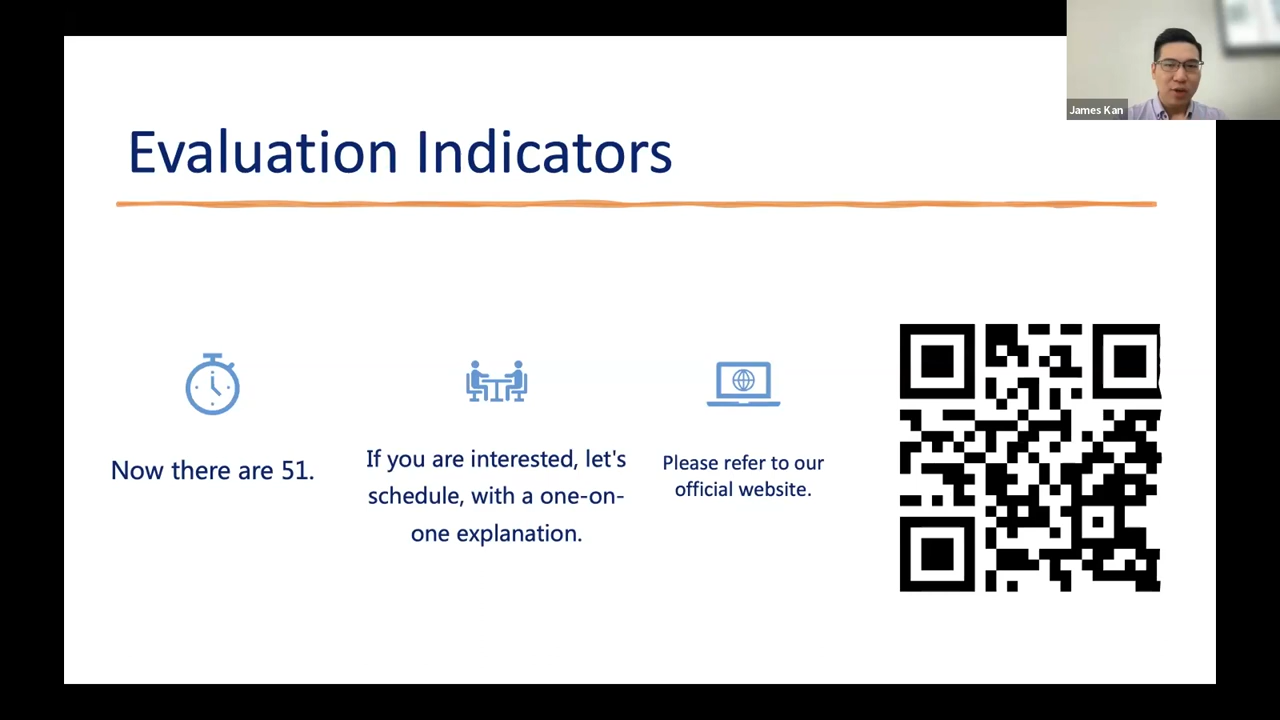 James Kan
Evaluation Indicators
Now there are 51.
If you are interested, let's
schedule, with a one-on-
one explanation.
Please refer to our
official website.